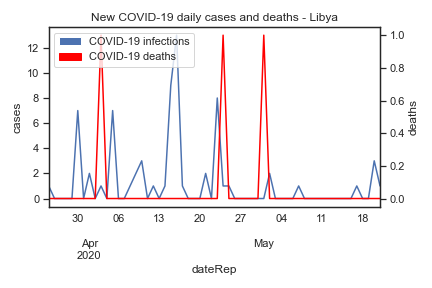 New COVID-19 daily cases and deaths - Libya
COVID-19 infections
COVID-19 deaths
cases
12
10
8
6
4
2
0
deaths
1.0
0.8
0.6
0.4
0.2
0.0
30 06 13 20 27 04 11 18
Apr May
2020
dateRep